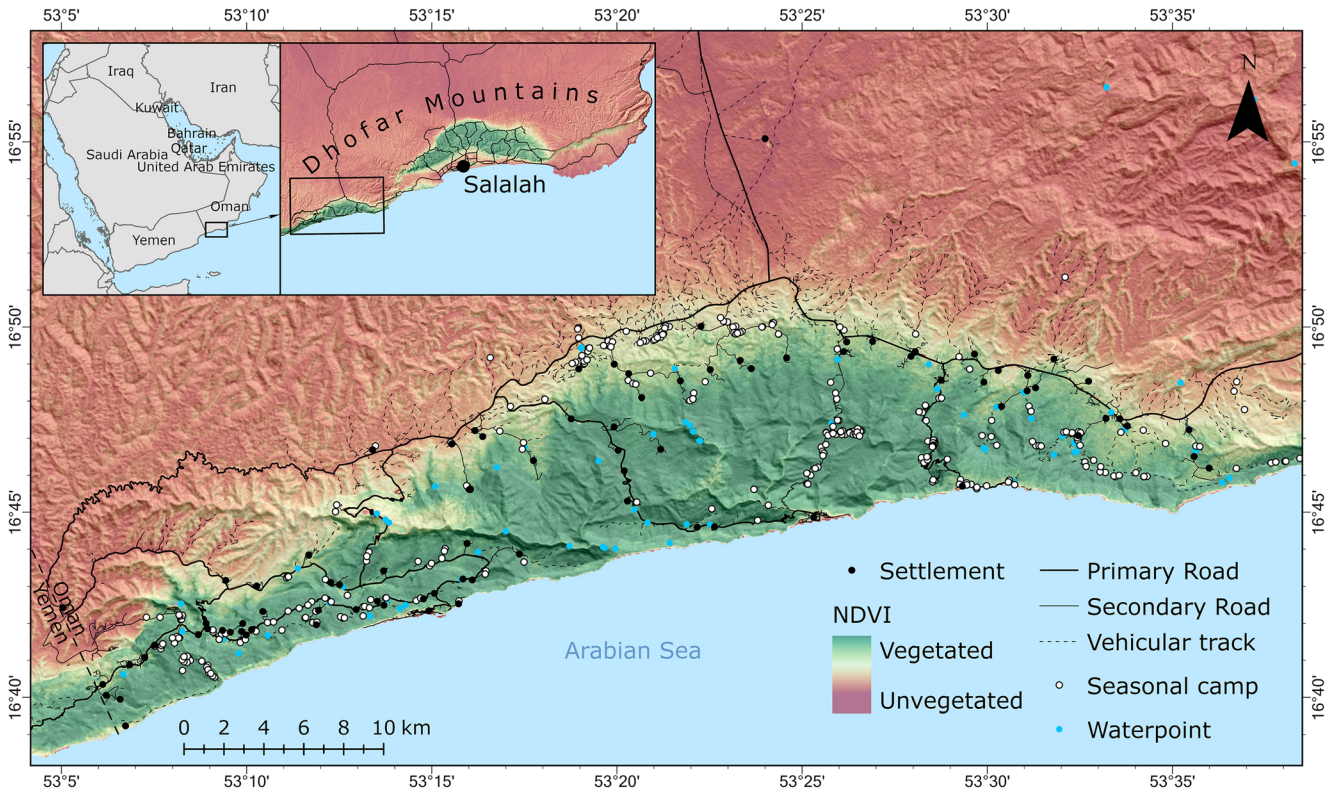 53°5' 53°10' 53°15' 53°20' 53°25' 53°30' 53°35'
16°55'
16°50'
16°45'
16°40'
Iraq
Iran
Kuwait
Bahrain
Qatar
Saudi Arabia
United Arab Emirates
Oman
Yemen
Dhofar Mountains
Salalah
N
16°55'
16°50'
16°45'
16°40'
Oman
Yemen
Arabian Sea
0 2 4 6 8 10 km
Settlement
NDVI
Vegetated
Unvegetated
Primary Road
Secondary Road
Vehicular track
Seasonal camp
Waterpoint
53°5' 53°10' 53°15' 53°20' 53°25' 53°30' 53°35'